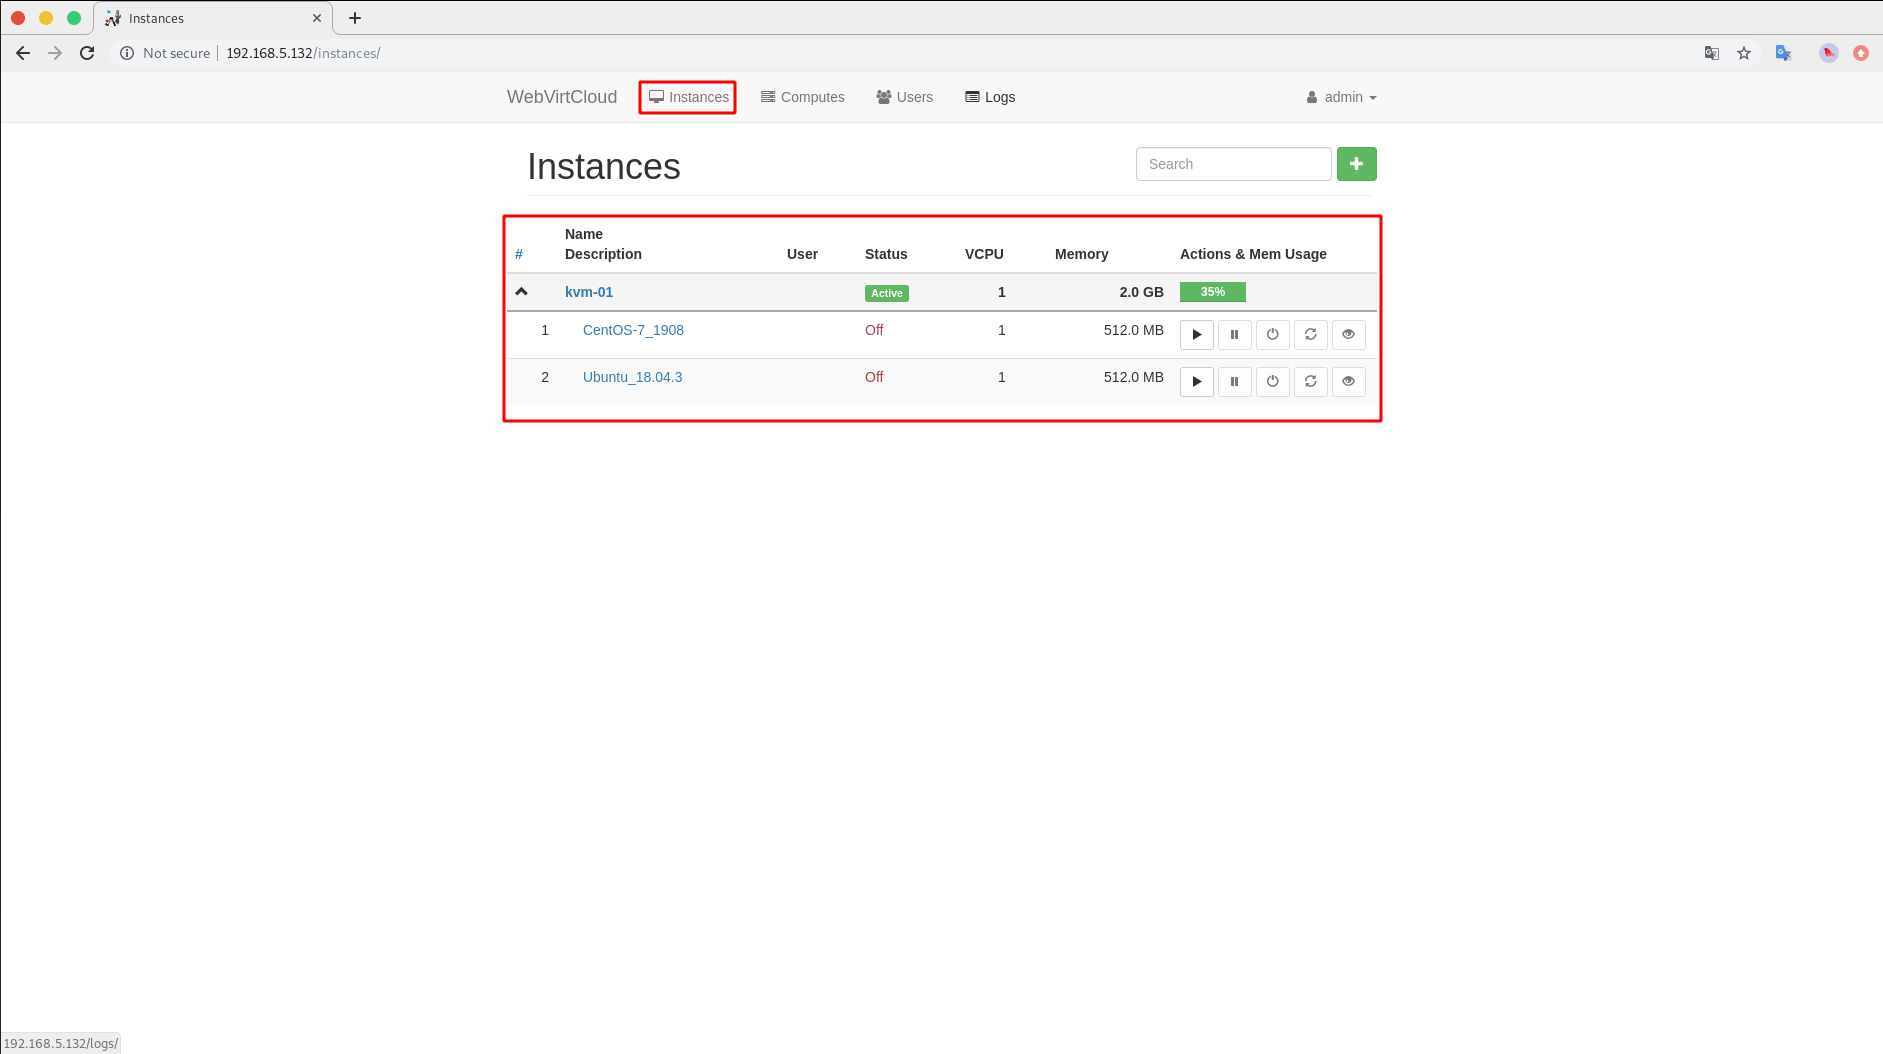 Instances
Not secure 192.168.5.132/instances/
WebVirtCloud Instances Computes Users Logs admin
Instances
Search
Name
# Description User Status VCPU Memory Actions & Mem Usage
kvm-01 Active 1 2.0 GB 35%
1 CentOS-7_1908 Off 1 512.0 MB
2 Ubuntu_18.04.3 Off 1 512.0 MB
192.168.5.132/logs/